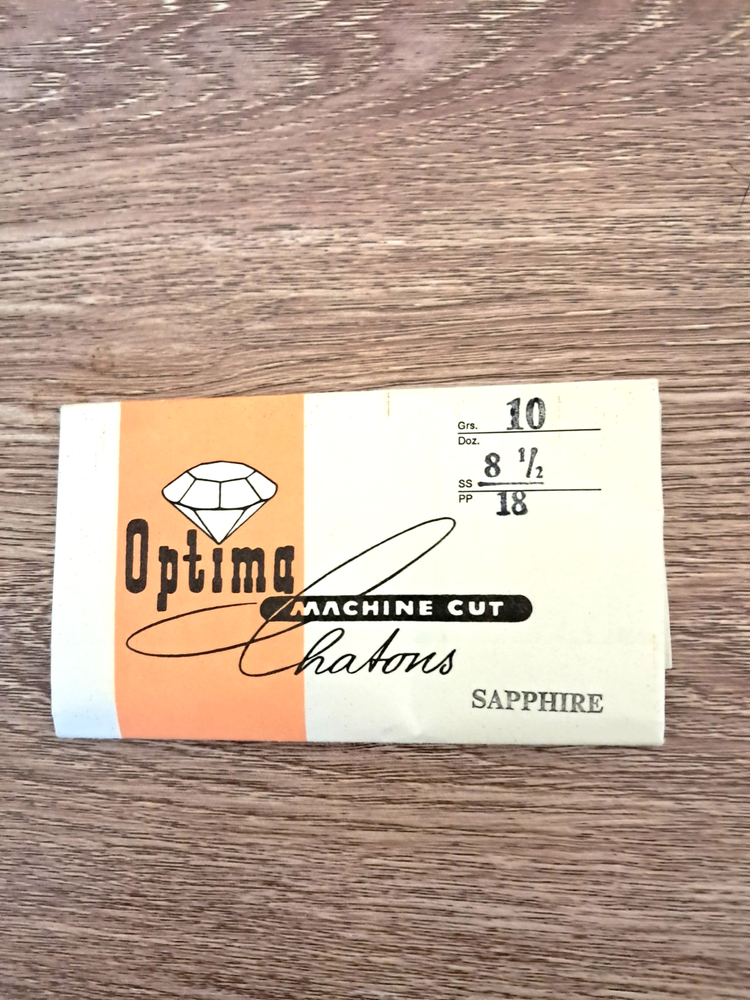 Grs. 10
Doz.
SS 8 1/2
PP 18
Optima
MACHINE CUT
Chatons
SAPPHIRE